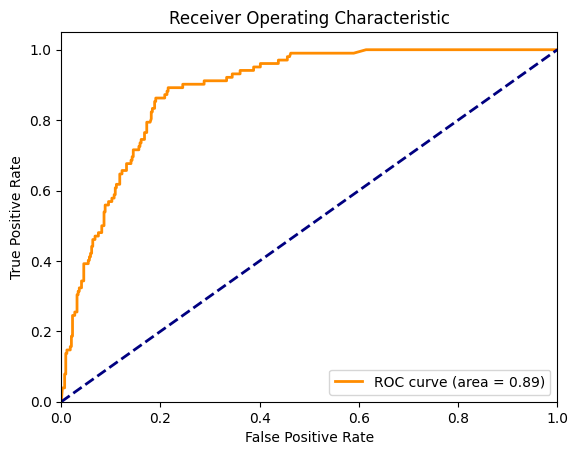 Receiver Operating Characteristic
True Positive Rate
1.0
0.8
0.6
0.4
0.2
0.0
ROC curve (area = 0.89)
0.0 0.2 0.4 0.6 0.8 1.0
False Positive Rate